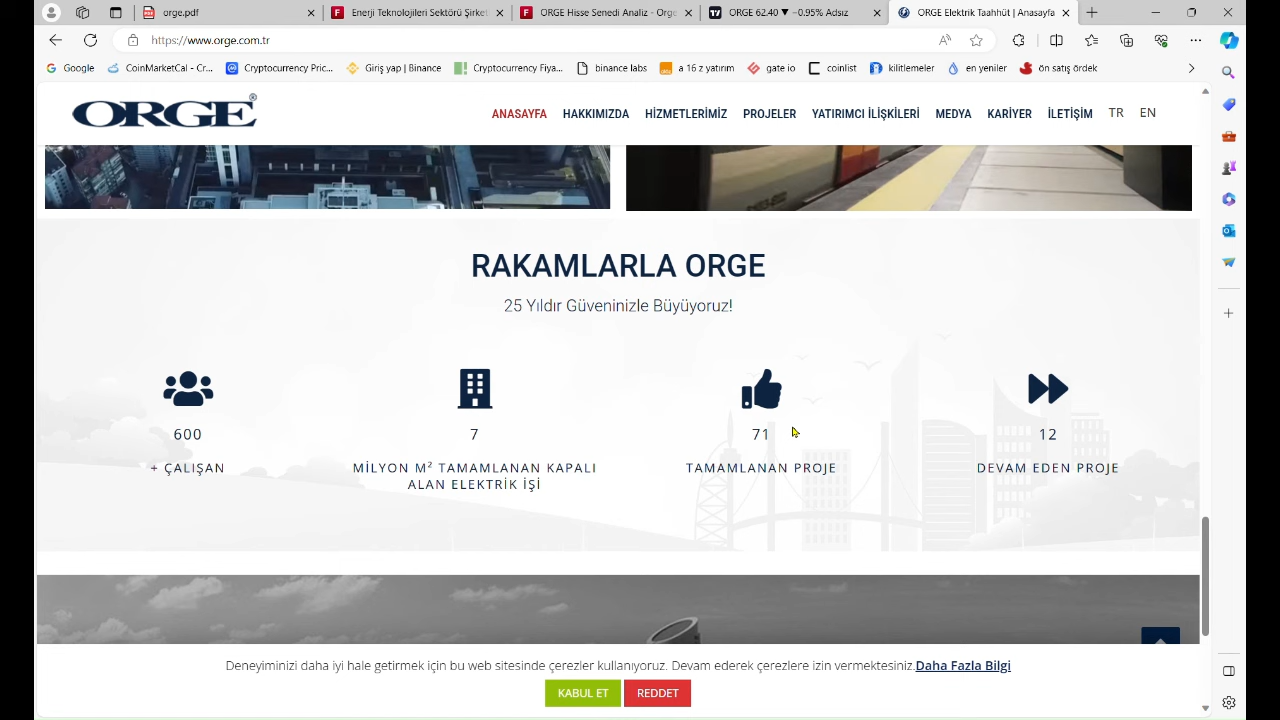 orge.pdf
Enerji Teknolojileri Sektörü Şirket
ORGE Hisse Senedi Analiz - Orge
ORGE 62.40 ▼ −0.95% Adsız
ORGE Elektrik Taahhüt | Anasayfa
https://www.orge.com.tr
Google
CoinMarketCal - Cr...
Cryptocurrency Pric...
Giriş yap | Binance
Cryptocurrency Fiya...
binance labs
a 16 z yatırım
gate io
coinlist
kilitlemeler
en yeniler
ön satış ördek
ORGE®
ANASAYFA
HAKKIMIZDA
HİZMETLERİMİZ
PROJELER
YATIRIMCI İLİŞKİLERİ
MEDYA
KARİYER
İLETİŞİM
TR
EN
RAKAMLARLA ORGE
25 Yıldır Güveninizle Büyüyoruz!
600
+ ÇALIŞAN
7
MİLYON M² TAMAMLANAN KAPALI
ALAN ELEKTRİK İŞİ
71
TAMAMLANAN PROJE
12
DEVAM EDEN PROJE
Deneyiminizi daha iyi hale getirmek için bu web sitesinde çerezler kullanıyoruz. Devam ederek çerezlere izin vermektesiniz.Daha Fazla Bilgi
KABUL ET
REDDET